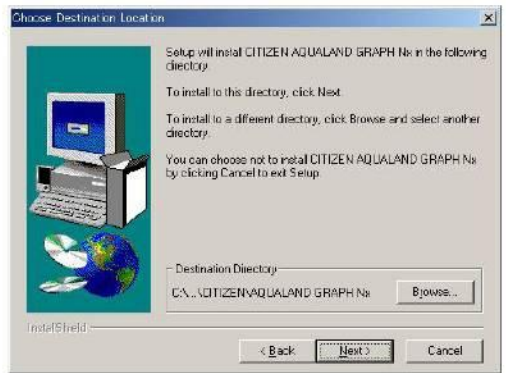 Choose Destination Location
Setup will install CITIZEN AQUALAND GRAPH Nx in the following
directory.
To install to this directory, click Next.
To install to a different directory, click Browse and select another
directory.
You can choose not to install CITIZEN AQUALAND GRAPH Nx
by clicking Cancel to exit Setup.
Destination Directory
C:\...\CITIZEN\AQUALAND GRAPH Nx
Browse...
InstallShield
< Back
Next >
Cancel